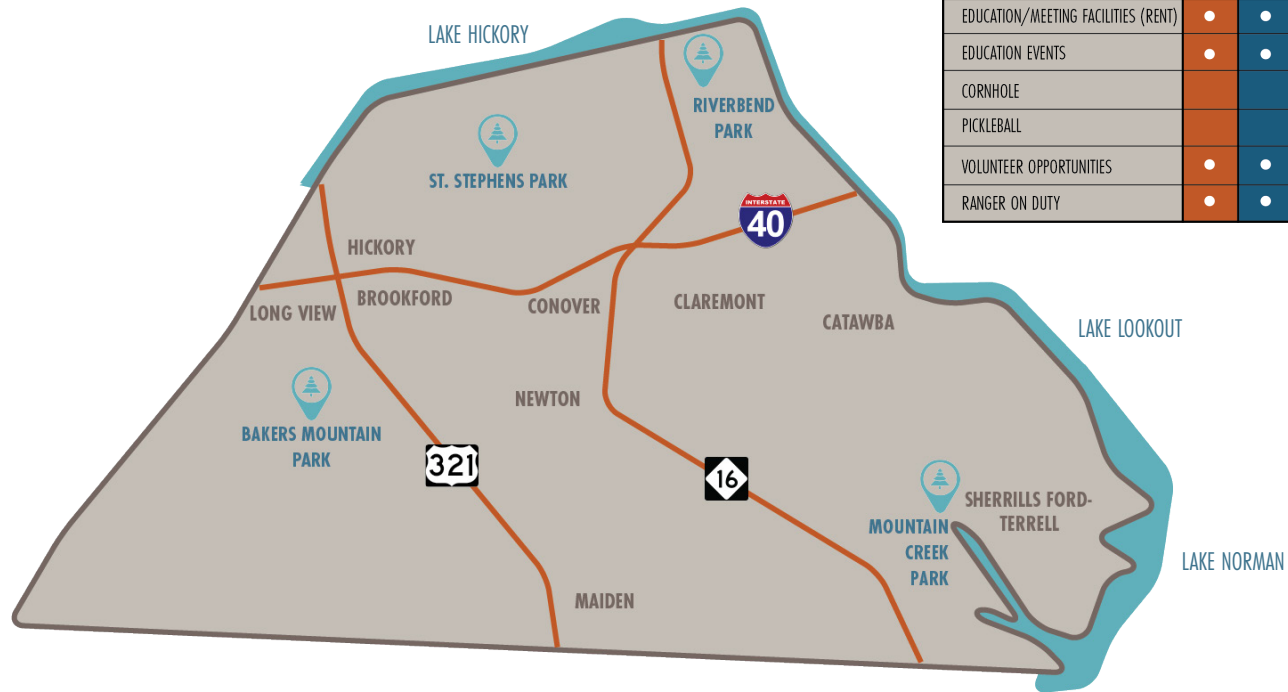 LAKE HICKORY
EDUCATION/MEETING FACILITIES (RENT)
EDUCATION EVENTS
CORNHOLE
PICKLEBALL
VOLUNTEER OPPORTUNITIES
RANGER ON DUTY
RIVERBEND
PARK
ST. STEPHENS PARK
INTERSTATE
40
HICKORY
BROOKFORD
LONG VIEW
CONOVER
CLAREMONT
CATAWBA
LAKE LOOKOUT
NEWTON
BAKERS MOUNTAIN
PARK
321
16
SHERRILLS FORD-
TERRELL
MOUNTAIN
CREEK
PARK
LAKE NORMAN
MAIDEN